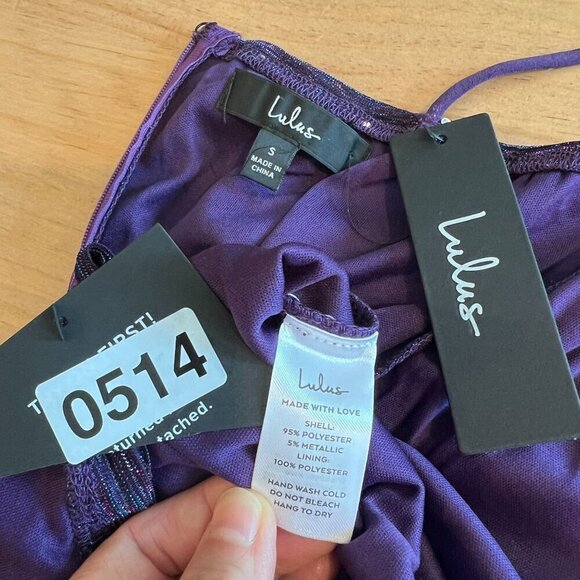 Lulus
S
MADE IN
CHINA
Lulus
FIRST!
0514
Lulus
MADE WITH LOVE
SHELL:
95% POLYESTER
5% METALLIC
LINING:
100% POLYESTER
HAND WASH COLD
DO NOT BLEACH
HANG TO DRY